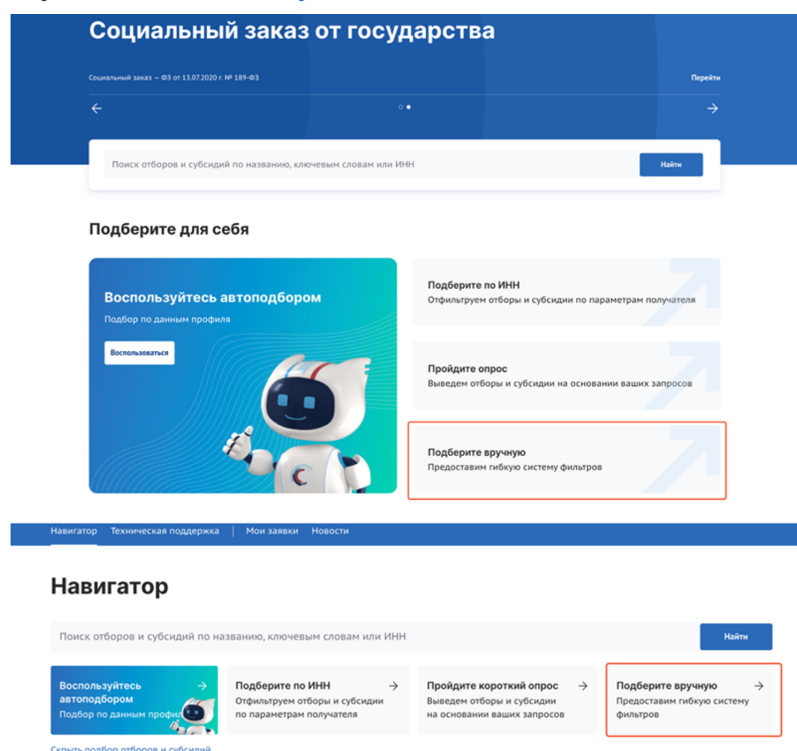 Социальный заказ от государства
Социальный заказ – ФЗ от 13.07.2020 г. № 189-ФЗ
Перейти
Поиск отборов и субсидий по названию, ключевым словам или ИНН
Найти
Подберите для себя
Воспользуйтесь автоподбором
Подбор по данным профиля
Воспользоваться
Подберите по ИНН
Отфильтруем отборы и субсидии по параметрам получателя
Пройдите опрос
Выведем отборы и субсидии на основании ваших запросов
Подберите вручную
Предоставим гибкую систему фильтров
Навигатор Техническая поддержка | Мои заявки Новости
Навигатор
Поиск отборов и субсидий по названию, ключевым словам или ИНН
Найти
Воспользуйтесь
автоподбором
Подбор по данным профил
Подберите по ИНН
Отфильтруем отборы и субсидии
по параметрам получателя
Пройдите короткий опрос
Выведем отборы и субсидии
на основании ваших запросов
Подберите вручную
Предоставим гибкую систему
фильтров
Скрыть подбор отборов и субсидий